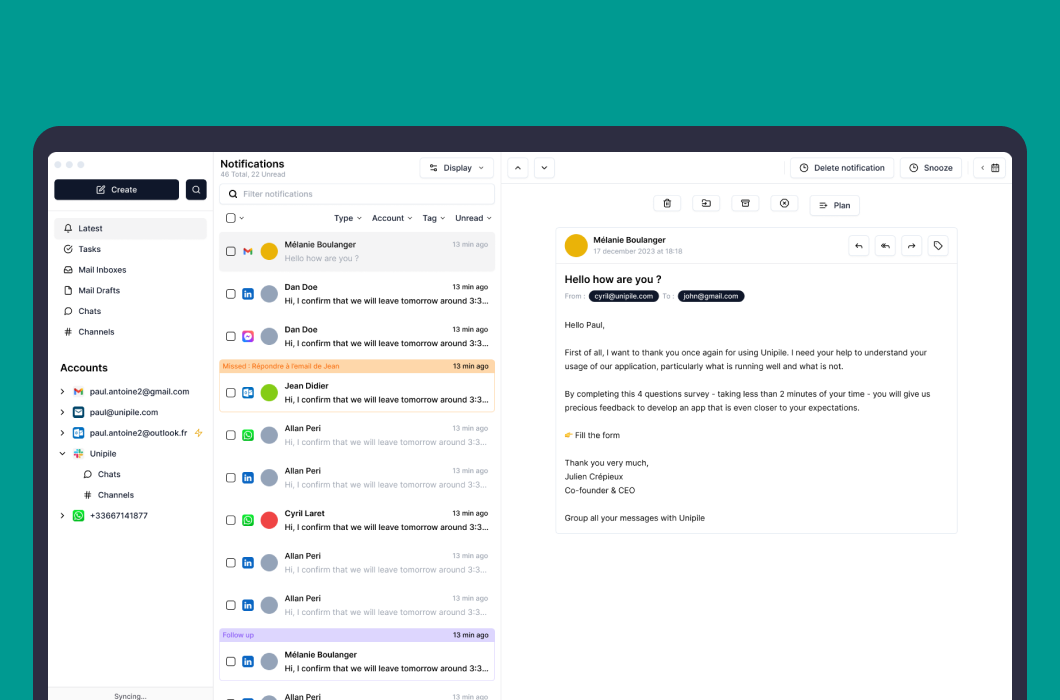 Create
Latest
Tasks
Mail Inboxes
Mail Drafts
Chats
Channels
Accounts
paul.antoine2@gmail.com
paul@unipile.com
paul.antoine2@outlook.fr
Unipile
Chats
Channels
+33667141877
Syncing...
Notifications
46 Total, 22 Unread
Display
Filter notifications
Type Account Tag Unread
Mélanie Boulanger 13 min ago
Hello how are you ?
Dan Doe 13 min ago
Hi, I confirm that we will leave tomorrow around 3:3...
Dan Doe 13 min ago
Hi, I confirm that we will leave tomorrow around 3:3...
Missed : Répondre à l'email de Jean 13 min ago
Jean Didier
Hi, I confirm that we will leave tomorrow around 3:3...
Allan Peri 13 min ago
Hi, I confirm that we will leave tomorrow around 3:3...
Allan Peri 13 min ago
Hi, I confirm that we will leave tomorrow around 3:3...
Cyril Laret 13 min ago
Hi, I confirm that we will leave tomorrow around 3:3...
Allan Peri 13 min ago
Hi, I confirm that we will leave tomorrow around 3:3...
Allan Peri 13 min ago
Hi, I confirm that we will leave tomorrow around 3:3...
Follow up 13 min ago
Mélanie Boulanger
Hi, I confirm that we will leave tomorrow around 3:3...
Allan Peri 13 min ago
Delete notification
Snooze
Plan
Mélanie Boulanger
17 december 2023 at 18:18
Hello how are you ?
From : cyril@unipile.com To : john@gmail.com
Hello Paul,
First of all, I want to thank you once again for using Unipile. I need your help to understand your
usage of our application, particularly what is running well and what is not.
By completing this 4 questions survey - taking less than 2 minutes of your time - you will give us
precious feedback to develop an app that is even closer to your expectations.
👉 Fill the form
Thank you very much,
Julien Crépieux
Co-founder & CEO
Group all your messages with Unipile